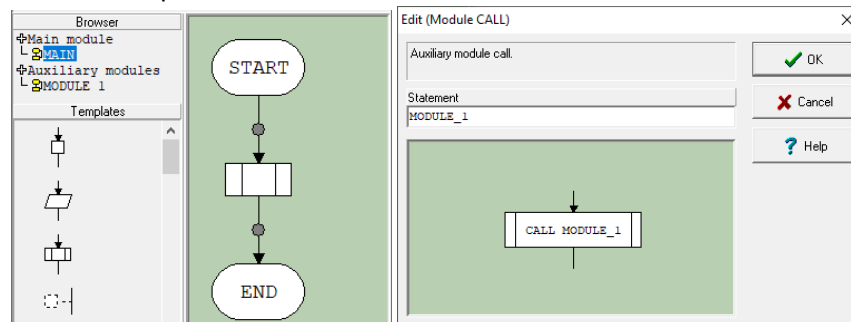 Browser
Main module
MAIN
Auxiliary modules
MODULE 1
Templates
START
END
Edit (Module CALL)
Auxiliary module call.
Statement
MODULE_1
CALL MODULE_1
OK
Cancel
? Help